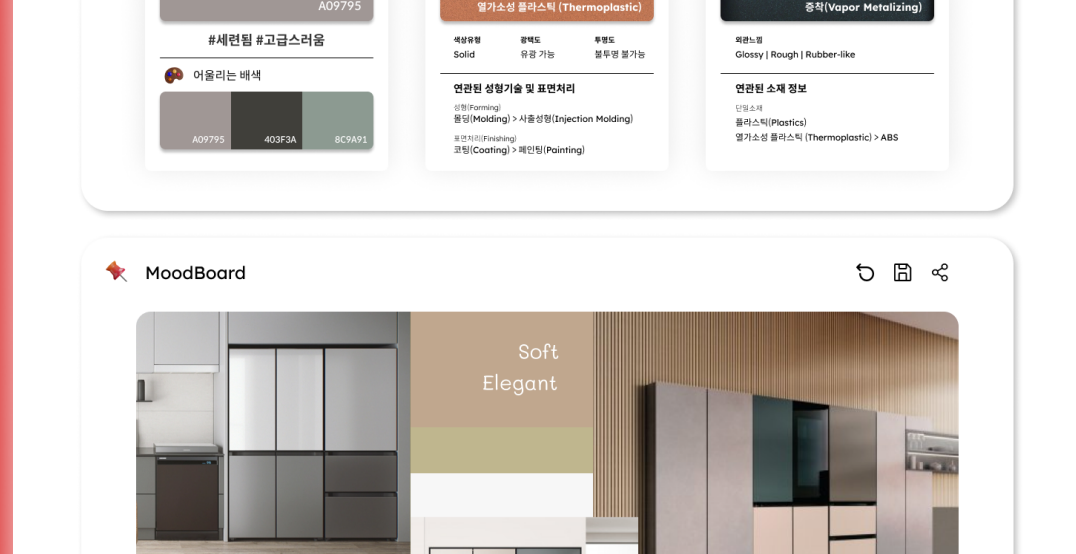 A09795
#세련됨 #고급스러움
어울리는 배색
A09795
403F3A
8C9A91
열가소성 플라스틱 (Thermoplastic)
색상유형
광택도
투명도
Solid
유광 가능
불투명 불가능
연관된 성형기술 및 표면처리
성형(Forming)
몰딩(Molding) > 사출성형(Injection Molding)
표면처리(Finishing)
코팅(Coating) > 페인팅(Painting)
증착(Vapor Metalizing)
외관느낌
Glossy | Rough | Rubber-like
연관된 소재 정보
단일소재
플라스틱(Plastics)
열가소성 플라스틱 (Thermoplastic) > ABS
MoodBoard
Soft
Elegant